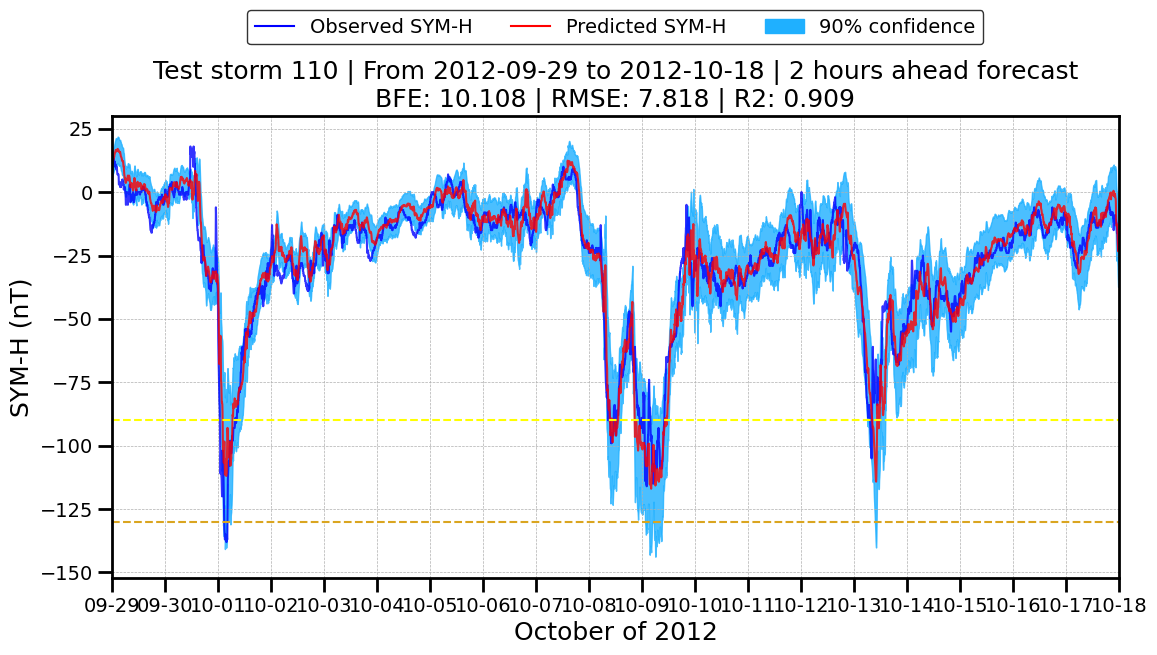 Observed SYM-H Predicted SYM-H 90% confidence
Test storm 110 | From 2012-09-29 to 2012-10-18 | 2 hours ahead forecast
BFE: 10.108 | RMSE: 7.818 | R2: 0.909
25
0
−25
−50
−75
−100
−125
−150
SYM-H (nT)
09-29 09-30 10-01 10-02 10-03 10-04 10-05 10-06 10-07 10-08 10-09 10-10 10-11 10-12 10-13 10-14 10-15 10-16 10-17 10-18
October of 2012